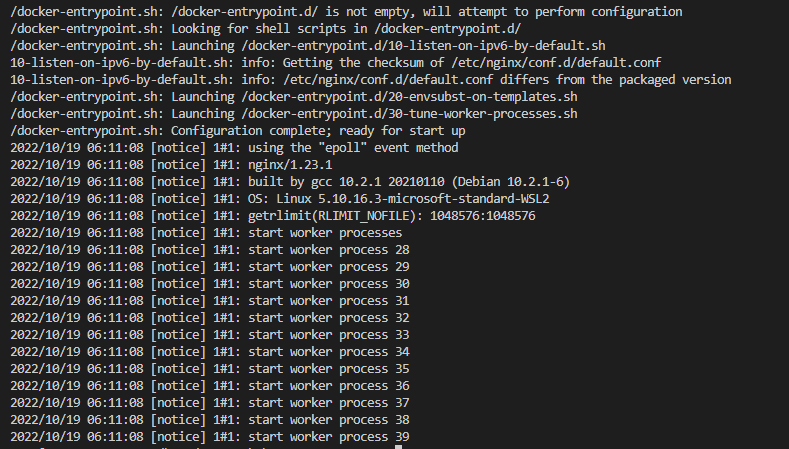 /docker-entrypoint.sh: /docker-entrypoint.d/ is not empty, will attempt to perform configuration
/docker-entrypoint.sh: Looking for shell scripts in /docker-entrypoint.d/
/docker-entrypoint.sh: Launching /docker-entrypoint.d/10-listen-on-ipv6-by-default.sh
10-listen-on-ipv6-by-default.sh: info: Getting the checksum of /etc/nginx/conf.d/default.conf
10-listen-on-ipv6-by-default.sh: info: /etc/nginx/conf.d/default.conf differs from the packaged version
/docker-entrypoint.sh: Launching /docker-entrypoint.d/20-envsubst-on-templates.sh
/docker-entrypoint.sh: Launching /docker-entrypoint.d/30-tune-worker-processes.sh
/docker-entrypoint.sh: Configuration complete; ready for start up
2022/10/19 06:11:08 [notice] 1#1: using the "epoll" event method
2022/10/19 06:11:08 [notice] 1#1: nginx/1.23.1
2022/10/19 06:11:08 [notice] 1#1: built by gcc 10.2.1 20210110 (Debian 10.2.1-6)
2022/10/19 06:11:08 [notice] 1#1: OS: Linux 5.10.16.3-microsoft-standard-WSL2
2022/10/19 06:11:08 [notice] 1#1: getrlimit(RLIMIT_NOFILE): 1048576:1048576
2022/10/19 06:11:08 [notice] 1#1: start worker processes
2022/10/19 06:11:08 [notice] 1#1: start worker process 28
2022/10/19 06:11:08 [notice] 1#1: start worker process 29
2022/10/19 06:11:08 [notice] 1#1: start worker process 30
2022/10/19 06:11:08 [notice] 1#1: start worker process 31
2022/10/19 06:11:08 [notice] 1#1: start worker process 32
2022/10/19 06:11:08 [notice] 1#1: start worker process 33
2022/10/19 06:11:08 [notice] 1#1: start worker process 34
2022/10/19 06:11:08 [notice] 1#1: start worker process 35
2022/10/19 06:11:08 [notice] 1#1: start worker process 36
2022/10/19 06:11:08 [notice] 1#1: start worker process 37
2022/10/19 06:11:08 [notice] 1#1: start worker process 38
2022/10/19 06:11:08 [notice] 1#1: start worker process 39